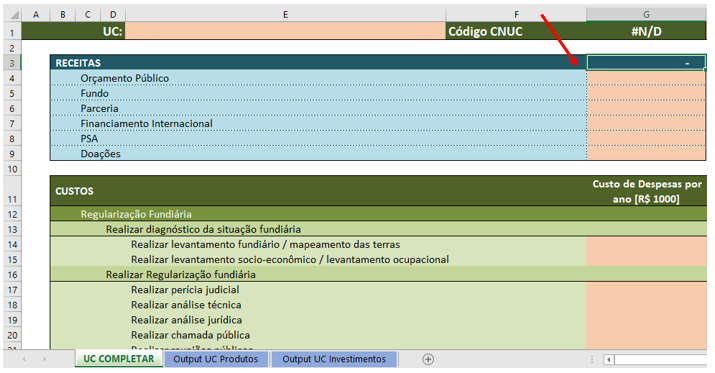 A B C D E F G
1 UC: Código CNUC #N/D
2
3 RECEITAS -
4 Orçamento Público
5 Fundo
6 Parceria
7 Financiamento Internacional
8 PSA
9 Doações
10
11 CUSTOS Custo de Despesas por
ano [R$ 1000]
12 Regularização Fundiária
13 Realizar diagnóstico da situação fundiária
14 Realizar levantamento fundiário / mapeamento das terras
15 Realizar levantamento socio-econômico / levantamento ocupacional
16 Realizar Regularização fundiária
17 Realizar perícia judicial
18 Realizar análise técnica
19 Realizar análise jurídica
20 Realizar chamada pública
UC COMPLETAR Output UC Produtos Output UC Investimentos